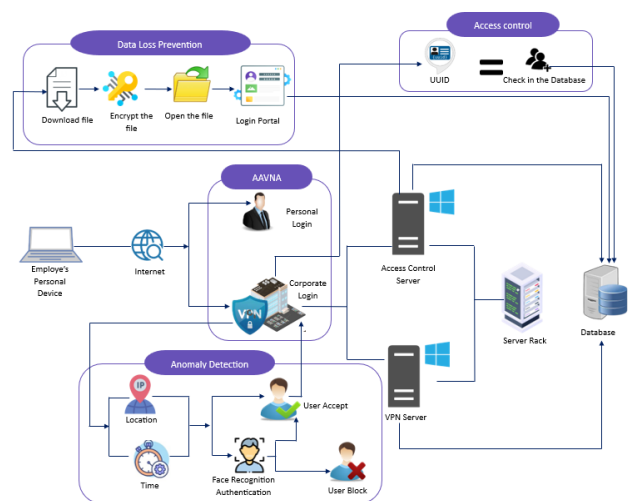 Data Loss Prevention
Download file
Encrypt the
file
Open the file
Login Portal
Access control
UUID
Check in the Database
AAVNA
Personal
Login
Corporate
Login
VPN
Employe's
Personal
Device
Internet
Access Control
Server
Server Rack
Database
VPN Server
Anomaly Detection
IP
Location
Time
User Accept
Face Recognition
Authentication
User Block